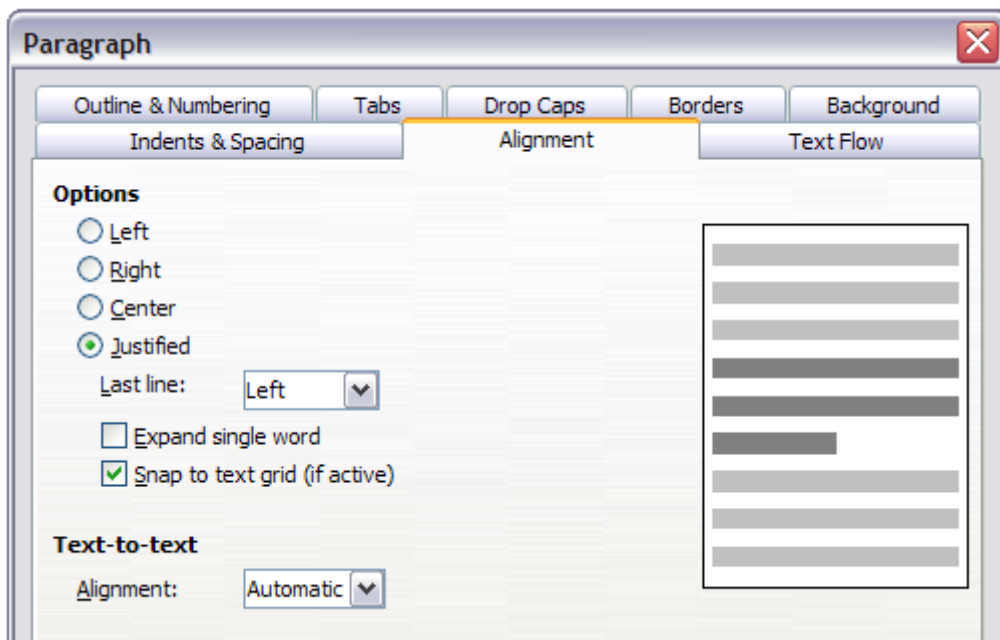 Paragraph
Outline & Numbering Tabs Drop Caps Borders Background
Indents & Spacing Alignment Text Flow
Options
Left
Right
Center
Justified
Last line: Left
Expand single word
Snap to text grid (if active)
Text-to-text
Alignment: Automatic